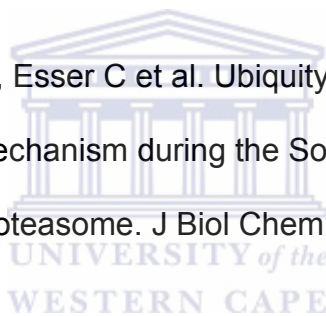 , Esser C et al. Ubiquity
echanism during the So
oteasome. J Biol Chem
UNIVERSITY of the
WESTERN CAPE